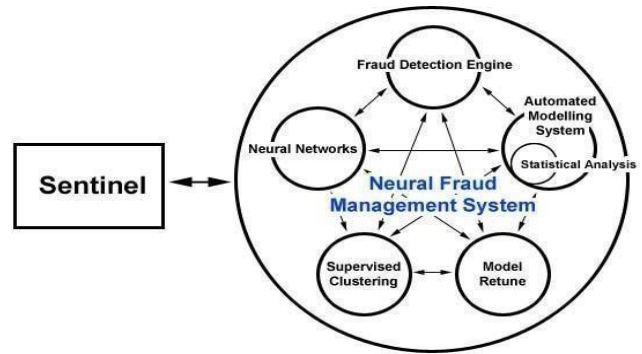 Sentinel
Fraud Detection Engine
Neural Networks
Automated
Modelling
System
Statistical Analysis
Neural Fraud
Management System
Supervised
Clustering
Model
Retune